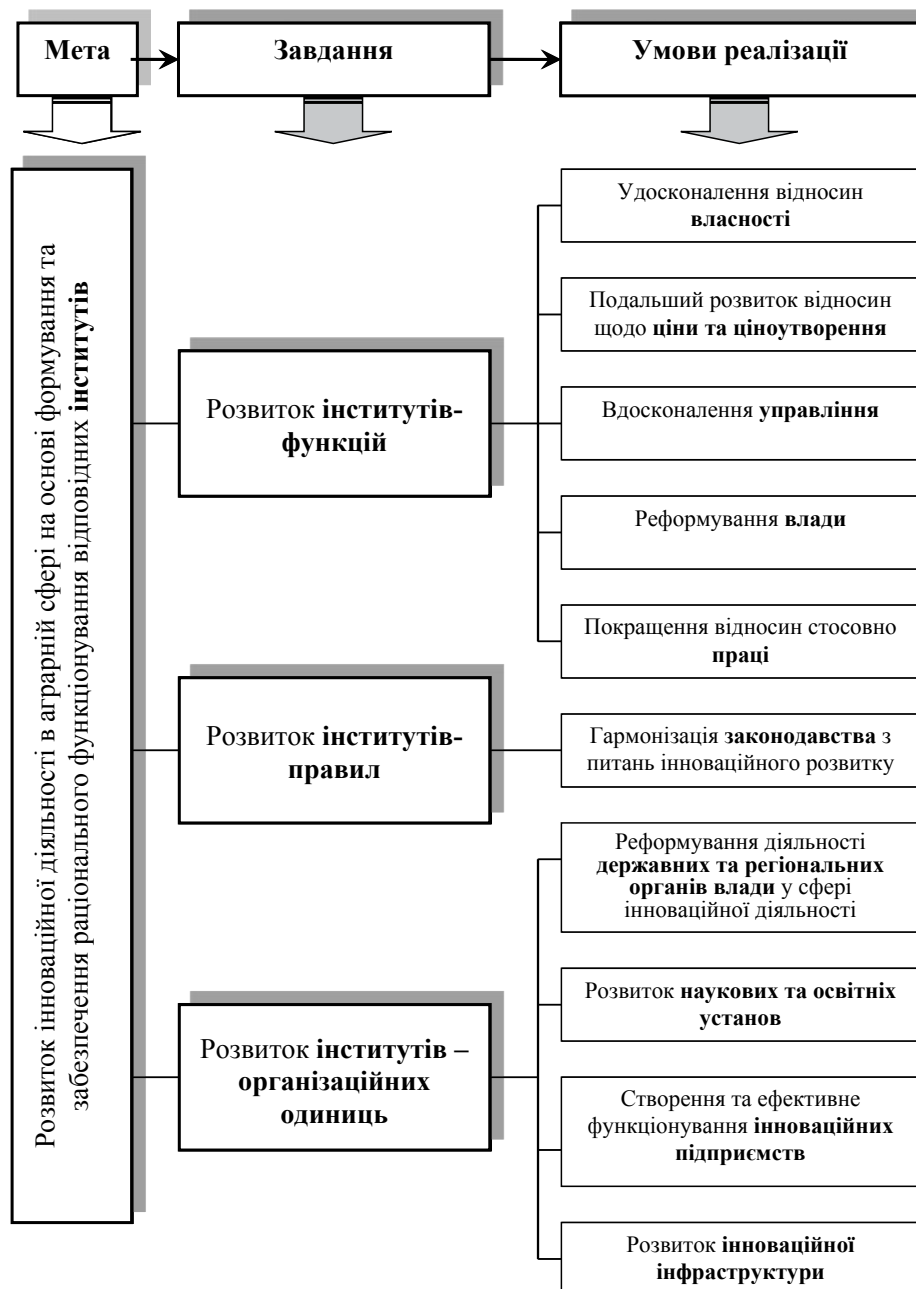 Мета
Завдання
Умови реалізації
Розвиток інноваційної діяльності в аграрній сфері на основі формування та
забезпечення раціонального функціонування відповідних інститутів
Розвиток інститутів-
функцій
Удосконалення відносин
власності
Подальший розвиток відносин
щодо ціни та ціноутворення
Вдосконалення управління
Реформування влади
Покращення відносин стосовно
праці
Розвиток інститутів-
правил
Гармонізація законодавства з
питань інноваційного розвитку
Розвиток інститутів –
організаційних
одиниць
Реформування діяльності
державних та регіональних
органів влади у сфері
інноваційної діяльності
Розвиток наукових та освітніх
установ
Створення та ефективне
функціонування інноваційних
підприємств
Розвиток інноваційної
інфраструктури